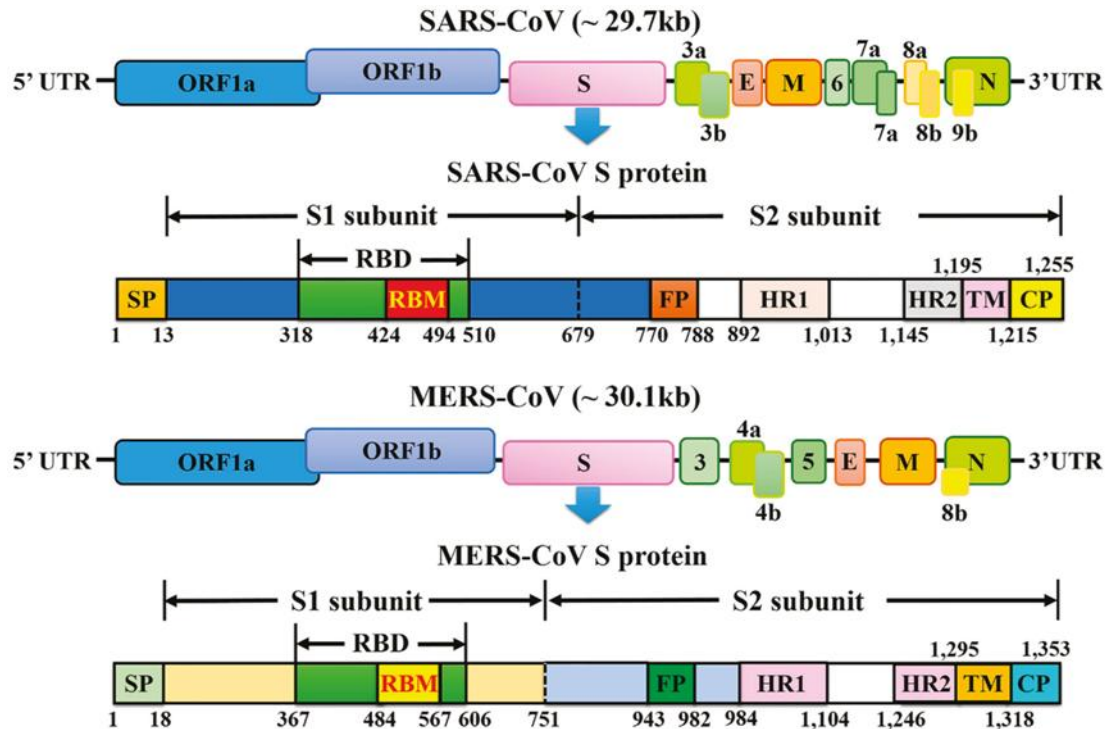 SARS-CoV (~ 29.7kb)
3a 7a 8a
5’ UTR ORF1a ORF1b S E M 6 N 3’UTR
3b 7a 8b 9b
SARS-CoV S protein
S1 subunit S2 subunit
RBD
1,195 1,255
SP RBM FP HR1 HR2 TM CP
1 13 318 424 494 510 679 770 788 892 1,013 1,145 1,215
MERS-CoV (~ 30.1kb)
4a
5’ UTR ORF1a ORF1b S 3 5 E M N 3’UTR
4b 8b
MERS-CoV S protein
S1 subunit S2 subunit
RBD
1,295 1,353
SP RBM FP HR1 HR2 TM CP
1 18 367 484 567 606 751 943 982 984 1,104 1,246 1,318